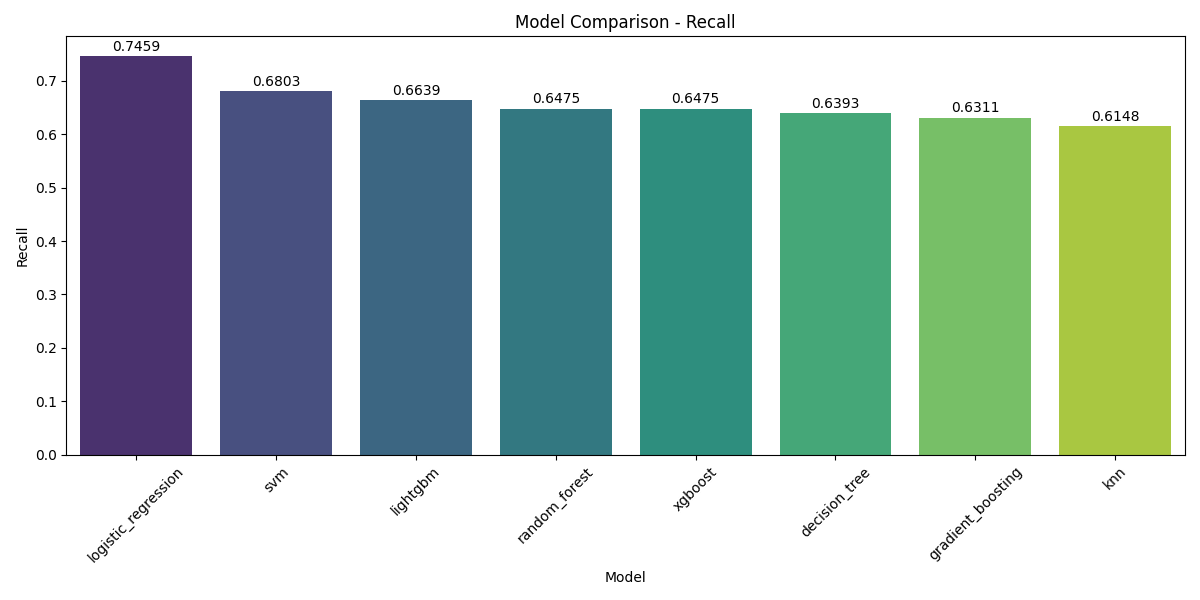 Model Comparison - Recall
0.7459
0.6803
0.6639
0.6475
0.6475
0.6393
0.6311
0.6148
0.7
0.6
0.5
0.4
0.3
0.2
0.1
0.0
Recall
logistic_regression
svm
lightgbm
random_forest
xgboost
decision_tree
gradient_boosting
knn
Model